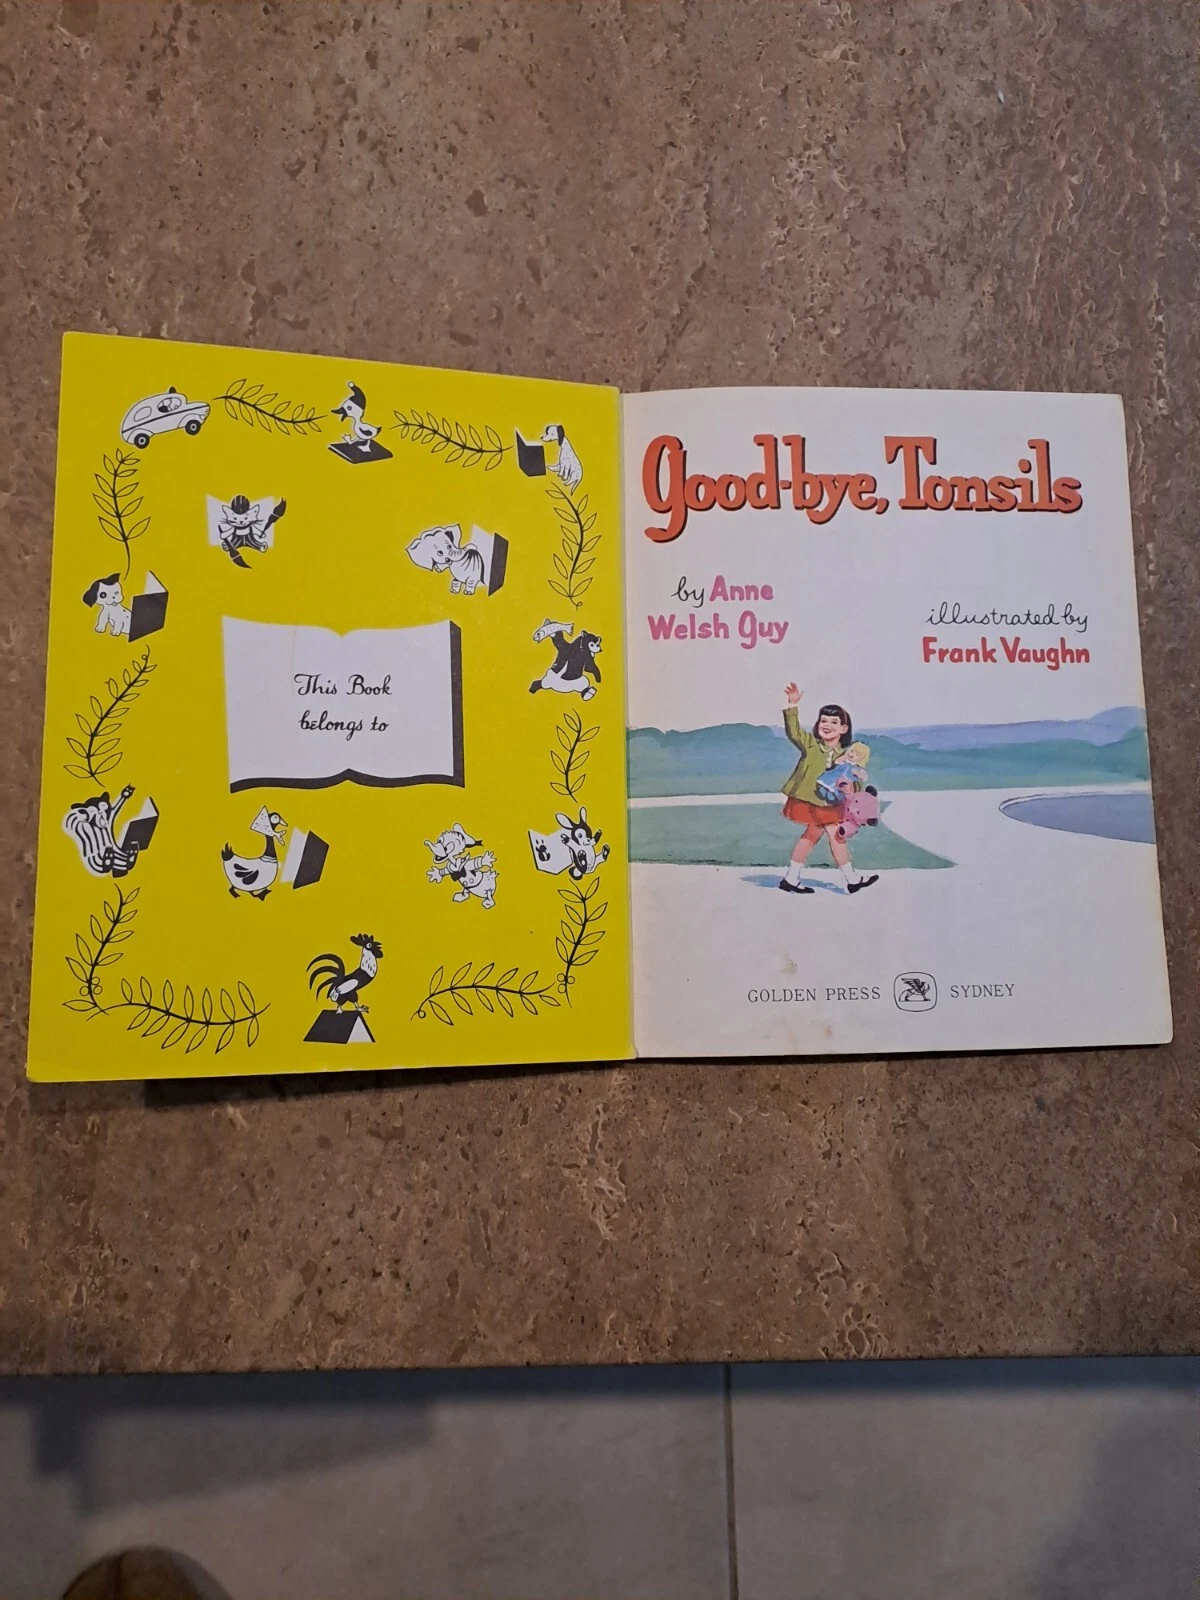 This Book
belongs to
Good-bye, Tonsils
by Anne
Welsh Guy
illustrated by
Frank Vaughn
GOLDEN PRESS SYDNEY